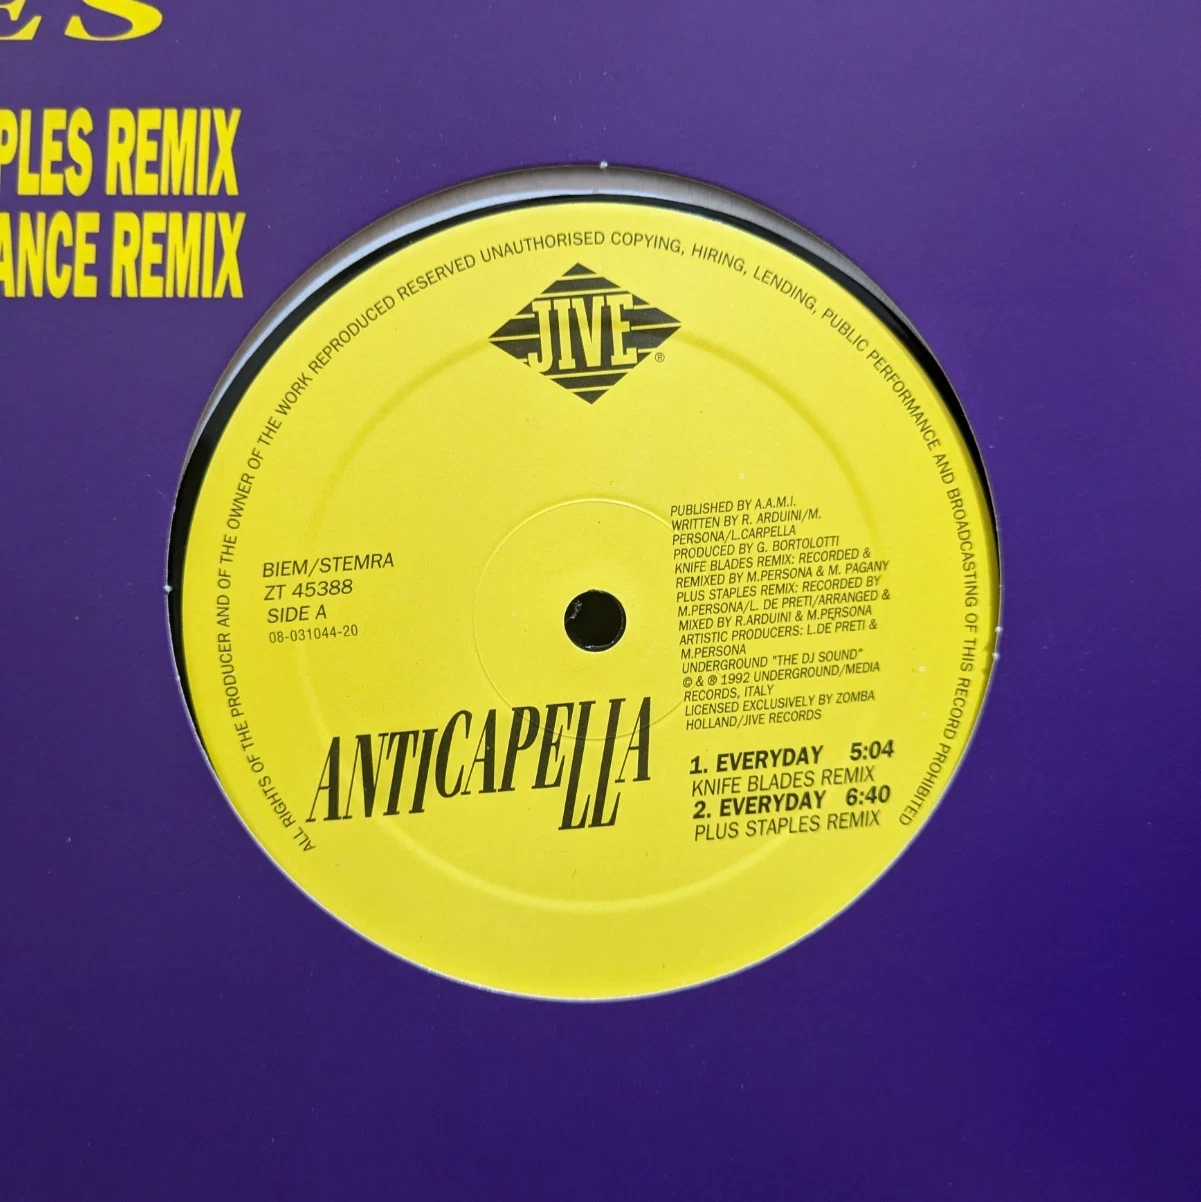 ES
PLES REMIX
ANCE REMIX
ALL RIGHTS OF THE PRODUCER AND OF THE OWNER OF THE WORK REPRODUCED RESERVED UNAUTHORISED COPYING, HIRING, LENDING, PUBLIC PERFORMANCE AND BROADCASTING OF THIS RECORD PROHIBITED
JIVE®
BIEM/STEMRA
ZT 45388
SIDE A
08-031044-20
PUBLISHED BY A.A.M.I.
WRITTEN BY R. ARDUINI/M.
PERSONA/L.CARPELLA
PRODUCED BY G. BORTOLOTTI
KNIFE BLADES REMIX: RECORDED &
REMIXED BY M.PERSONA & M. PAGANY
PLUS STAPLES REMIX: RECORDED BY
M.PERSONA/L. DE PRETI/ARRANGED &
MIXED BY R.ARDUINI & M.PERSONA
ARTISTIC PRODUCERS: L.DE PRETI &
M.PERSONA
UNDERGROUND "THE DJ SOUND"
© & ® 1992 UNDERGROUND/MEDIA
RECORDS, ITALY
LICENSED EXCLUSIVELY BY ZOMBA
HOLLAND/JIVE RECORDS
ANTICAPELLA
1. EVERYDAY 5:04
KNIFE BLADES REMIX
2. EVERYDAY 6:40
PLUS STAPLES REMIX